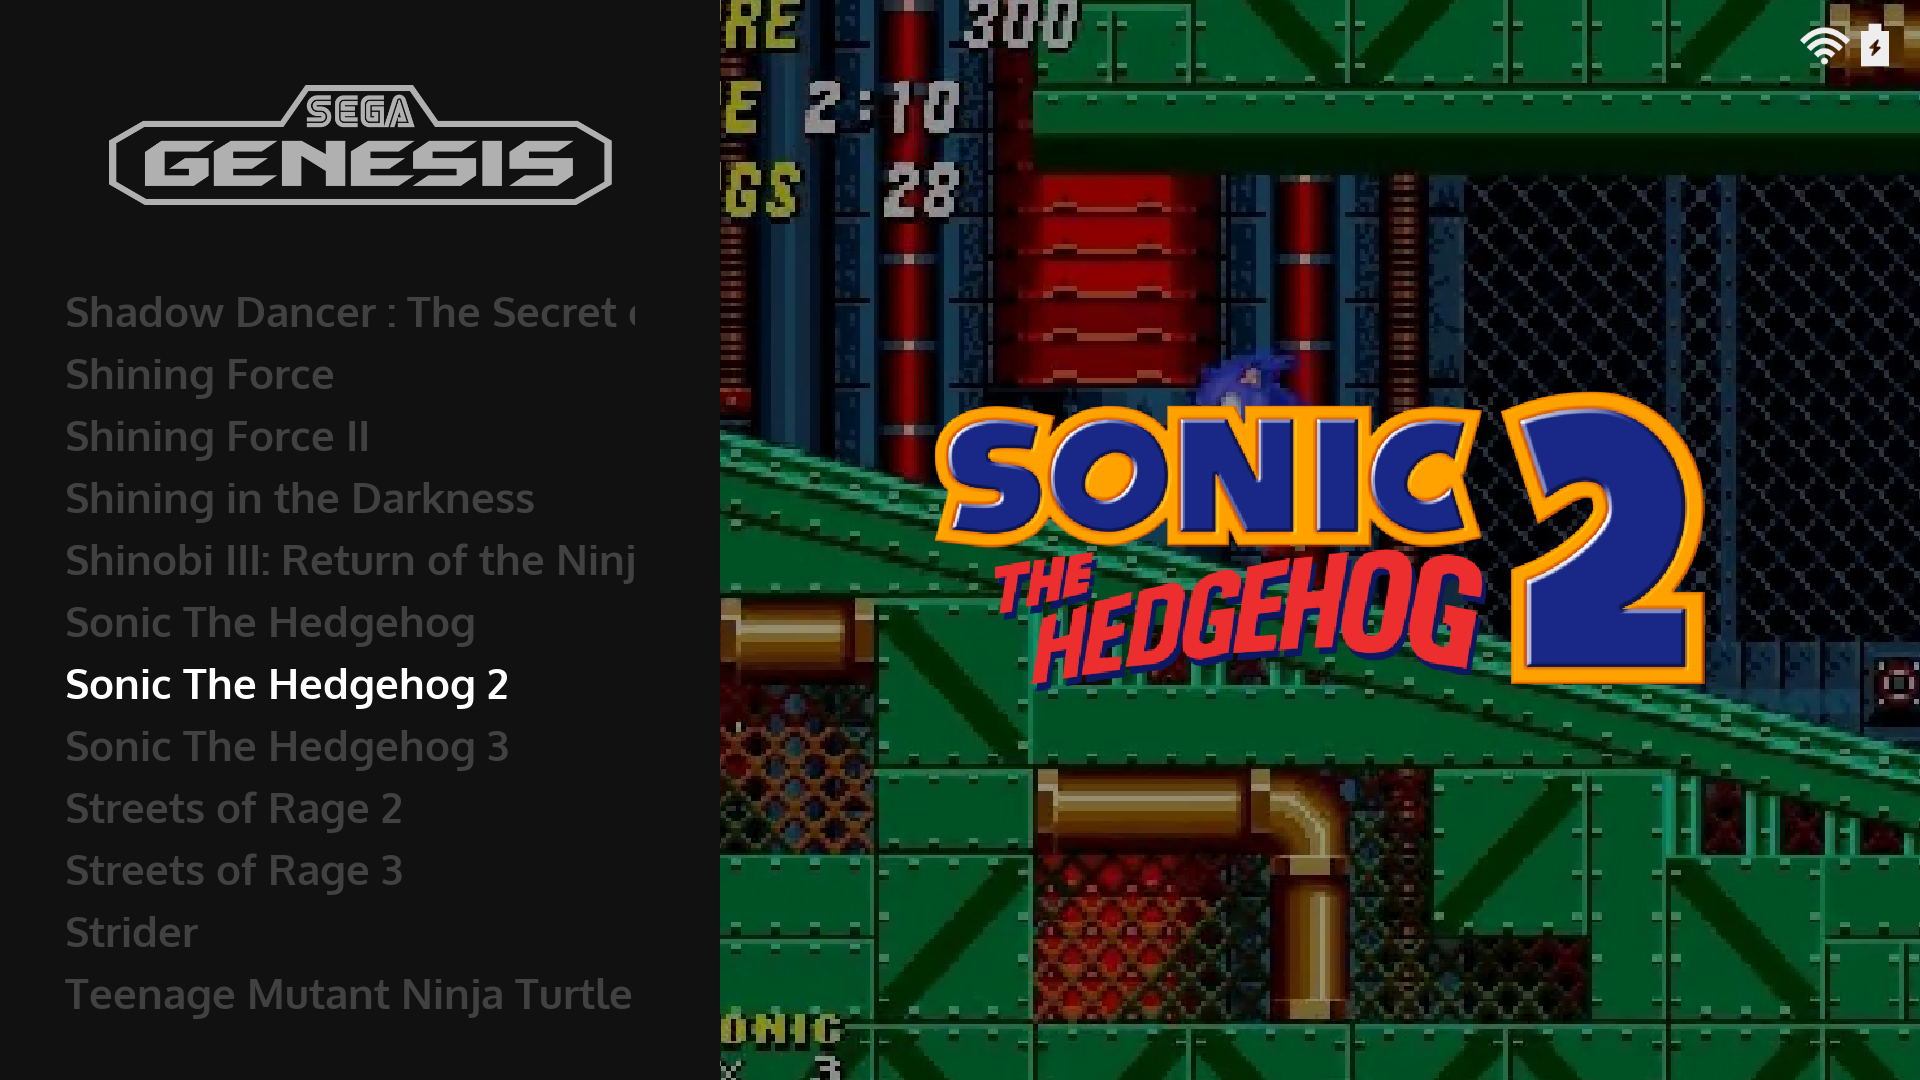 SEGA
GENESIS
Shadow Dancer : The Secret
Shining Force
Shining Force II
Shining in the Darkness
Shinobi III: Return of the Ninj
Sonic The Hedgehog
Sonic The Hedgehog 2
Sonic The Hedgehog 3
Streets of Rage 2
Streets of Rage 3
Strider
Teenage Mutant Ninja Turtle
RE 300
E 2:10
GS 28
SONIC 2
THE
HEDGEHOG
ONIC
x 3